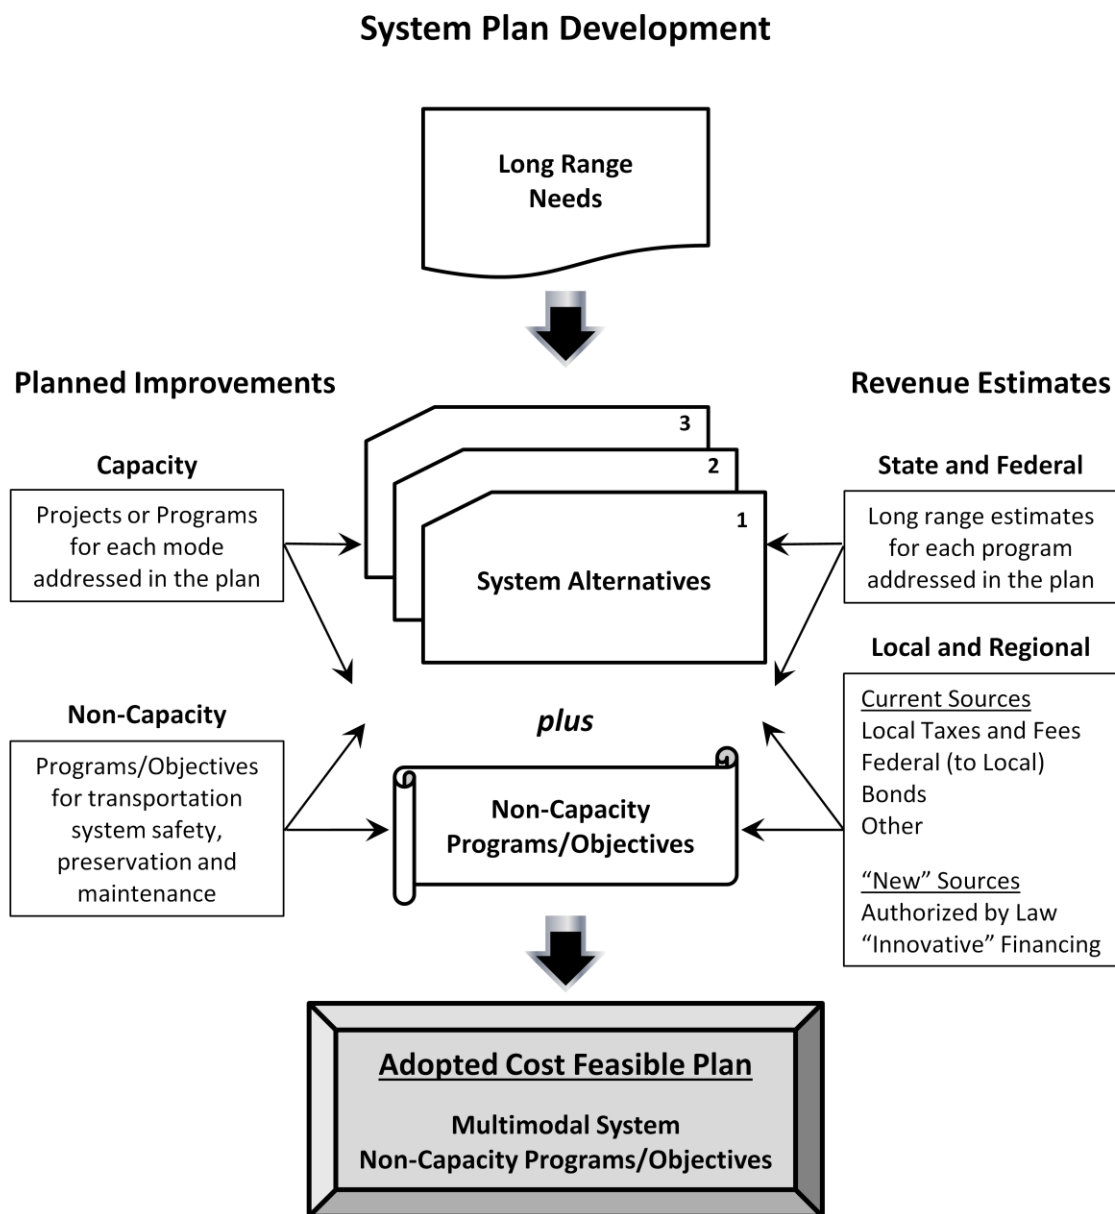 System Plan Development
Long Range
Needs
Planned Improvements
Capacity
Projects or Programs
for each mode
addressed in the plan
Non-Capacity
Programs/Objectives
for transportation
system safety,
preservation and
maintenance
3
2
1
System Alternatives
plus
Non-Capacity
Programs/Objectives
Revenue Estimates
State and Federal
Long range estimates
for each program
addressed in the plan
Local and Regional
Current Sources
Local Taxes and Fees
Federal (to Local)
Bonds
Other
“New” Sources
Authorized by Law
“Innovative” Financing
Adopted Cost Feasible Plan
Multimodal System
Non-Capacity Programs/Objectives